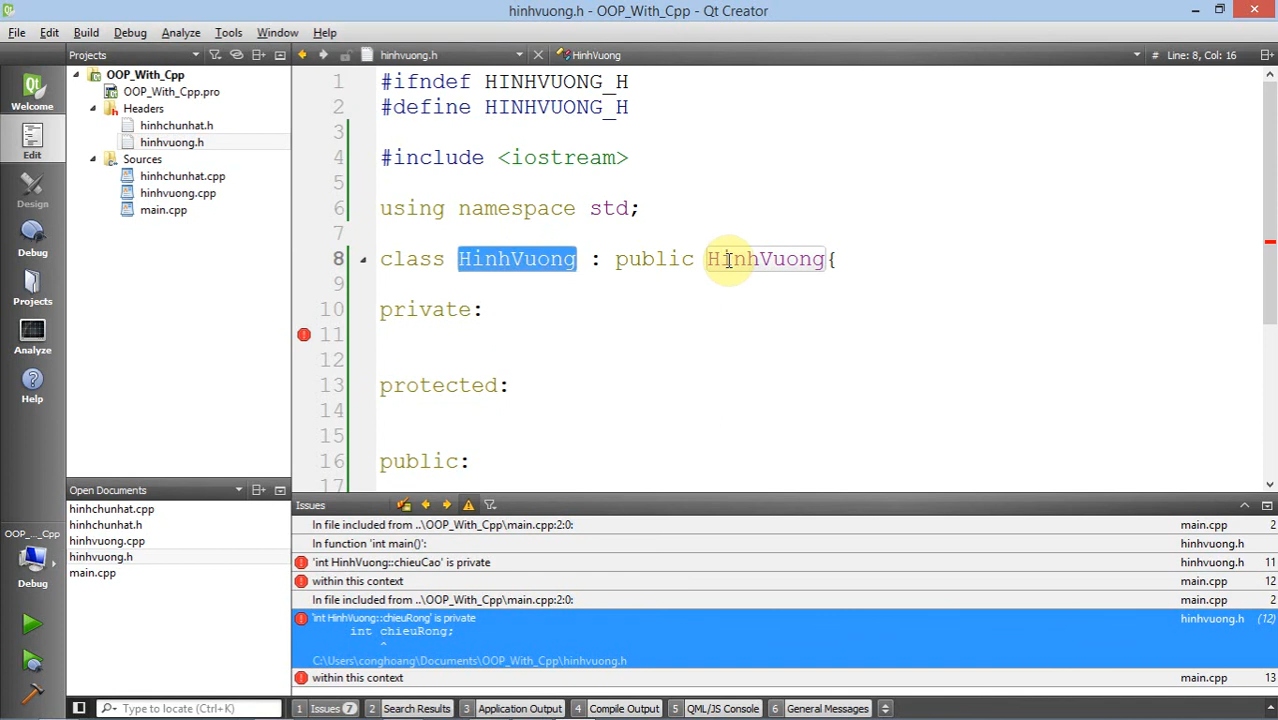 hinhvuong.h - OOP_With_Cpp - Qt Creator
File Edit Build Debug Analyze Tools Window Help
Projects hinhvuong.h HinhVuong # Line: 8, Col: 16
Welcome
Edit
Design
Debug
Projects
Analyze
Help
OOP_..._Cpp
Debug
OOP_With_Cpp
OOP_With_Cpp.pro
Headers
hinhchunhat.h
hinhvuong.h
Sources
hinhchunhat.cpp
hinhvuong.cpp
main.cpp
Open Documents
hinhchunhat.cpp
hinhchunhat.h
hinhvuong.cpp
hinhvuong.h
main.cpp
1 #ifndef HINHVUONG_H
2 #define HINHVUONG_H
3
4 #include <iostream>
5
6 using namespace std;
7
8 class HinhVuong : public HinhVuong{
9
10 private:
11
12
13 protected:
14
15
16 public:
17
Issues
In file included from ..\OOP_With_Cpp\main.cpp:2:0: main.cpp 2
In function 'int main()': hinhvuong.h
'int HinhVuong::chieuCao' is private hinhvuong.h 11
within this context main.cpp 12
In file included from ..\OOP_With_Cpp\main.cpp:2:0: main.cpp 2
'int HinhVuong::chieuRong' is private hinhvuong.h (12)
int chieuRong;
^
C:\Users\conghoang\Documents\OOP_With_Cpp\hinhvuong.h
within this context main.cpp 13
Type to locate (Ctrl+K) 1 Issues 7 2 Search Results 3 Application Output 4 Compile Output 5 QML/JS Console 6 General Messages